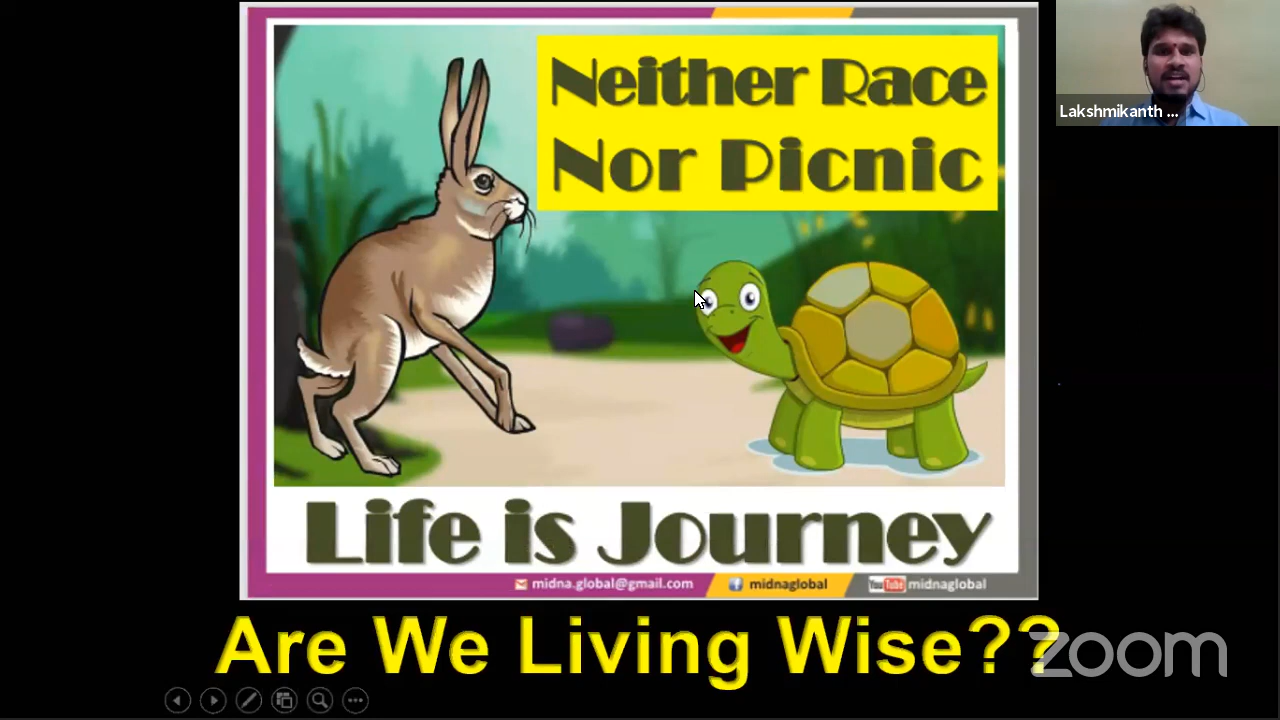 Neither Race
Nor Picnic
Lakshmikanth ...
Life is Journey
midna.global@gmail.com
midnaglobal
YouTube midnaglobal
Are We Living Wise??
zoom